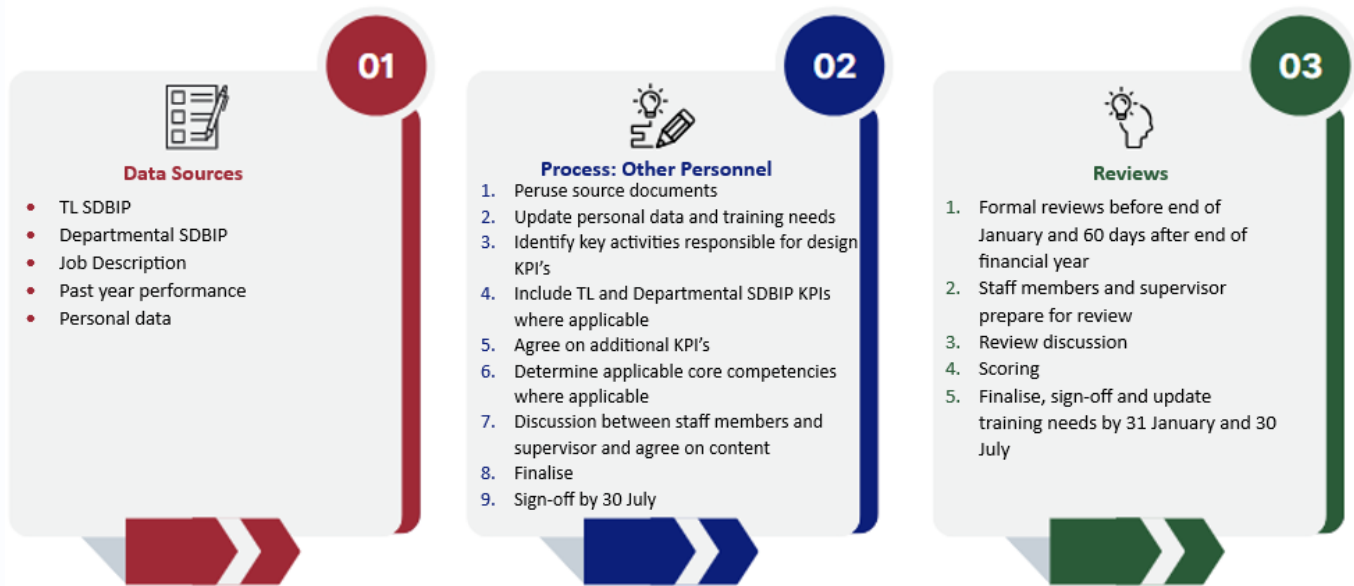 01
Data Sources
• TL SDBIP
• Departmental SDBIP
• Job Description
• Past year performance
• Personal data
02
Process: Other Personnel
1. Peruse source documents
2. Update personal data and training needs
3. Identify key activities responsible for design
KPI's
4. Include TL and Departmental SDBIP KPIs
where applicable
5. Agree on additional KPI's
6. Determine applicable core competencies
where applicable
7. Discussion between staff members and
supervisor and agree on content
8. Finalise
9. Sign-off by 30 July
03
Reviews
1. Formal reviews before end of
January and 60 days after end of
financial year
2. Staff members and supervisor
prepare for review
3. Review discussion
4. Scoring
5. Finalise, sign-off and update
training needs by 31 January and 30
July